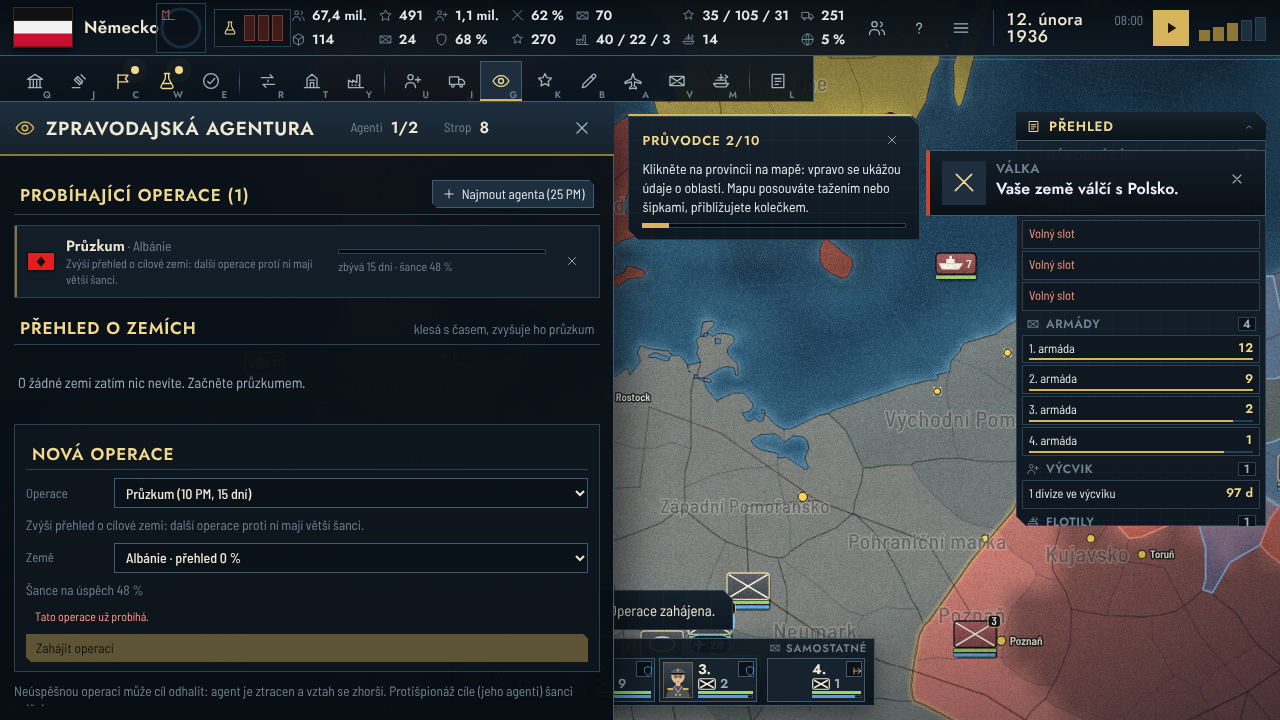 Německo
67,4 mil.
491
1,1 mil.
62 %
70
35 / 105 / 31
251
114
24
68 %
270
40 / 22 / 3
14
5 %
?
12. února
1936
08:00
Q
J
C
W
E
R
T
Y
U
I
G
K
B
A
V
M
L
ZPRAVODAJSKÁ AGENTURA
Agenti 1/2
Strop 8
PROBÍHAJÍCÍ OPERACE (1)
Najmout agenta (25 PM)
Průzkum · Albánie
Zvýší přehled o cílové zemi: další operace proti ní mají
větší šanci.
zbývá 15 dní · šance 48 %
PŘEHLED O ZEMÍCH
klesá s časem, zvyšuje ho průzkum
O žádné zemi zatím nic nevíte. Začněte průzkumem.
NOVÁ OPERACE
Operace
Průzkum (10 PM, 15 dní)
Zvýší přehled o cílové zemi: další operace proti ní mají větší šanci.
Země
Albánie · přehled 0 %
Šance na úspěch 48 %
Tato operace už probíhá.
Zahájit operaci
Neúspěšnou operaci může cíl odhalit: agent je ztracen a vztah se zhorší. Protišpionáž cíle (jeho agenti) šanci
PRŮVODCE 2/10
Klikněte na provincii na mapě: vpravo se ukážou
údaje o oblasti. Mapu posouváte tažením nebo
šipkami, přibližujete kolečkem.
PŘEHLED
VÁLKA
Vaše země válčí s Polskem.
Volný slot
Volný slot
Volný slot
ARMÁDY
4
1. armáda
12
2. armáda
9
3. armáda
2
4. armáda
1
VÝCVIK
1
1 divize ve výcviku
97 d
FLOTILY
1
7
Rostock
Východní Pom
Západní Pomořansko
Pohraniční marka
Kujavsko
Toruň
Poznaň
3
Poznaň
Neumark
Operace zahájena.
SAMOSTATNÉ
9
3.
2
4.
1